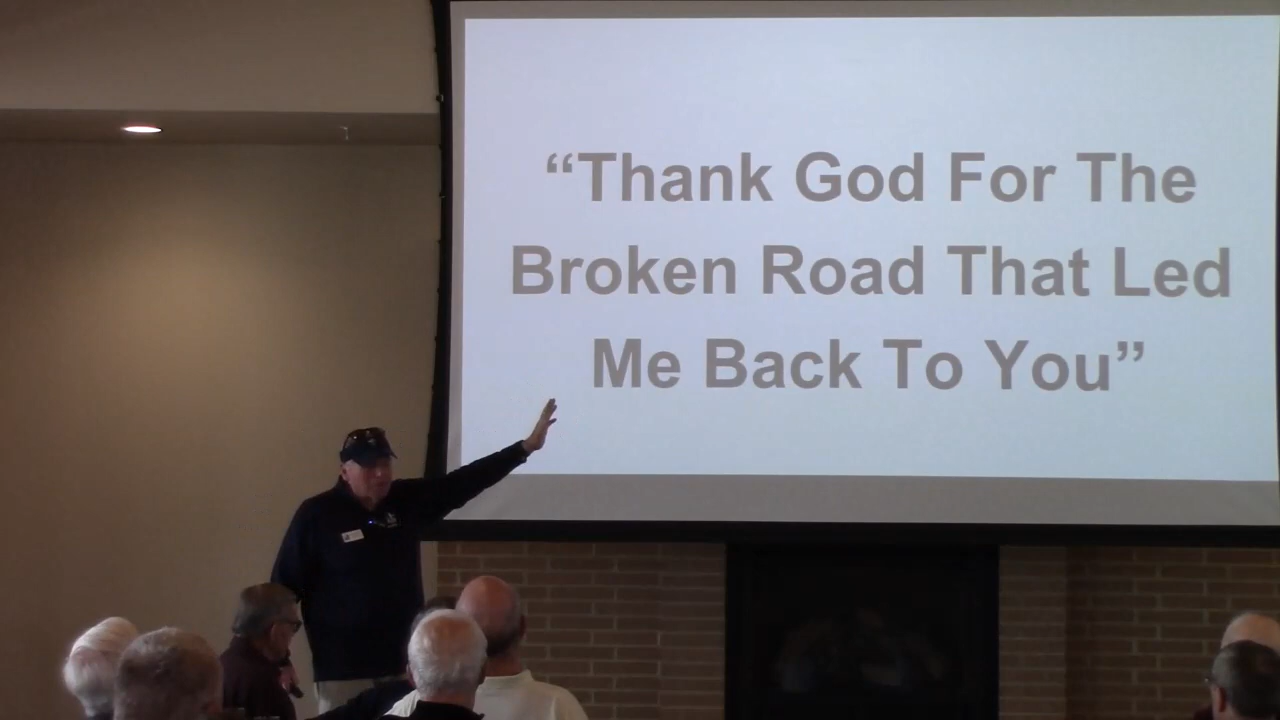 “Thank God For The
Broken Road That Led
Me Back To You”